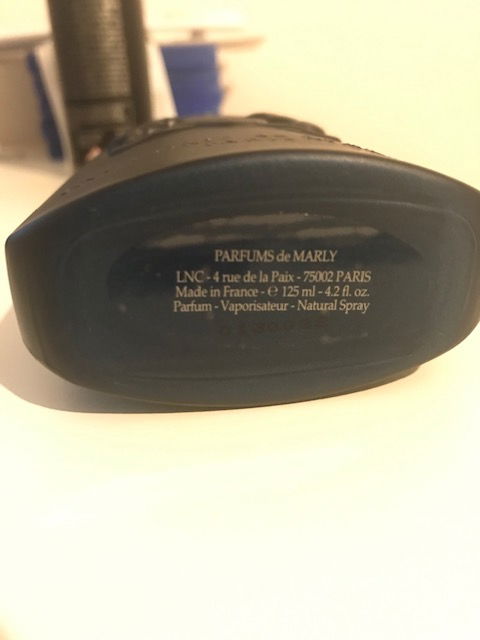 PARFUMS de MARLY
LNC - 4 rue de la Paix - 75002 PARIS
Made in France - ℮ 125 ml - 4.2 fl. oz.
Parfum - Vaporisateur - Natural Spray